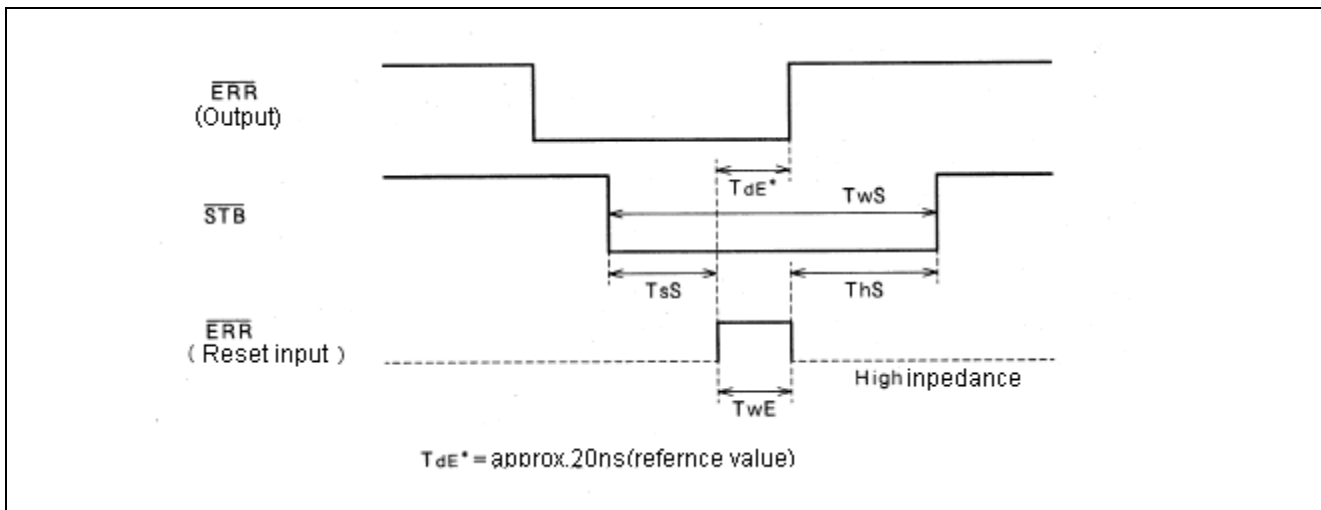 ERR
(Output)
TdE*
TwS
STB
TsS
ThS
ERR
( Reset input )
High inpedance
TwE
TdE* = approx.20ns(refernce value)